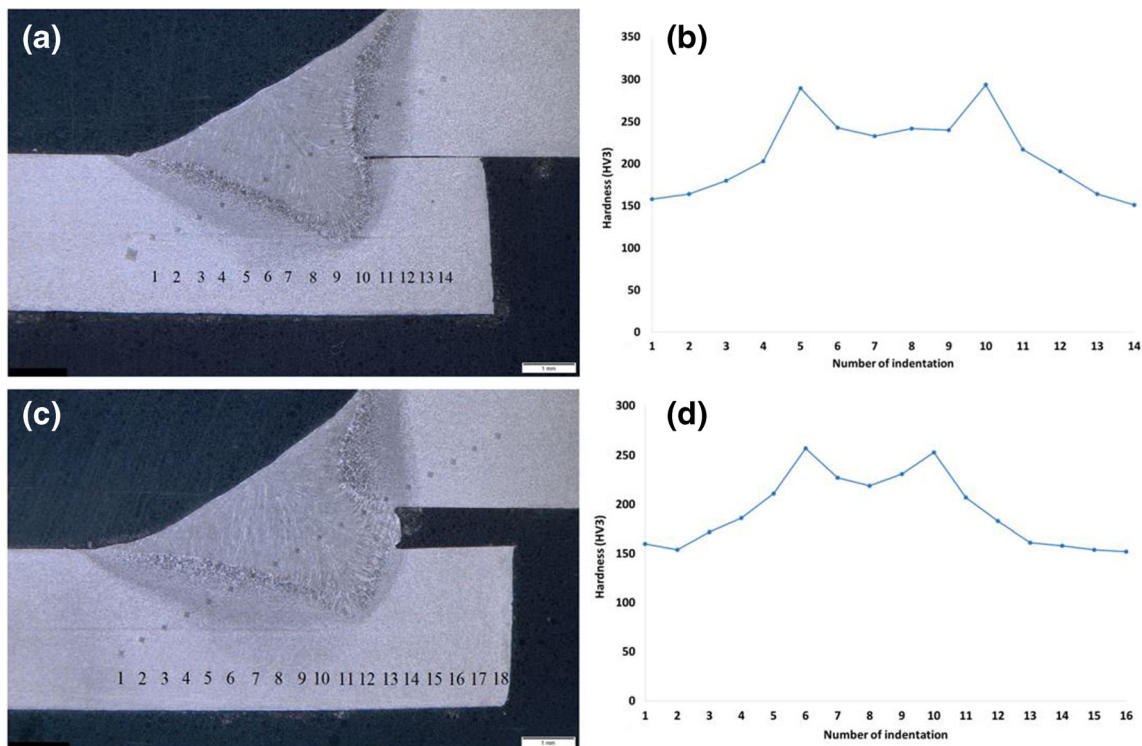 (a)
1 2 3 4 5 6 7 8 9 10 11 12 13 14
1 mm
(b)
Hardness (HV3)
350
300
250
200
150
100
50
0
1 2 3 4 5 6 7 8 9 10 11 12 13 14
Number of indentation
(c)
1 2 3 4 5 6 7 8 9 10 11 12 13 14 15 16 17 18
1 mm
(d)
Hardness (HV3)
300
250
200
150
100
50
0
1 2 3 4 5 6 7 8 9 10 11 12 13 14 15 16
Number of indentation